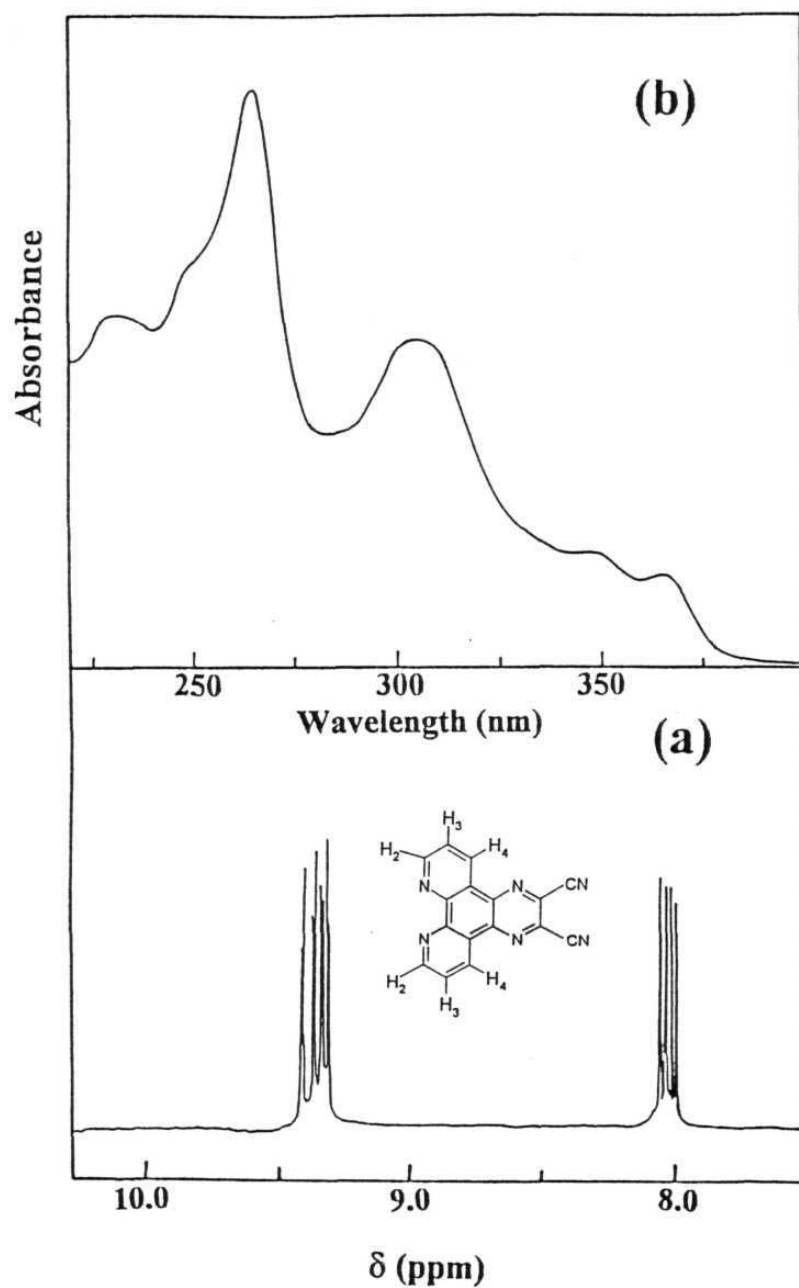 (b)
Absorbance
250 300 350
Wavelength (nm)
(a)
H3
H2 H4
N N CN
N N CN
H2 H4
H3
10.0 9.0 8.0
δ (ppm)